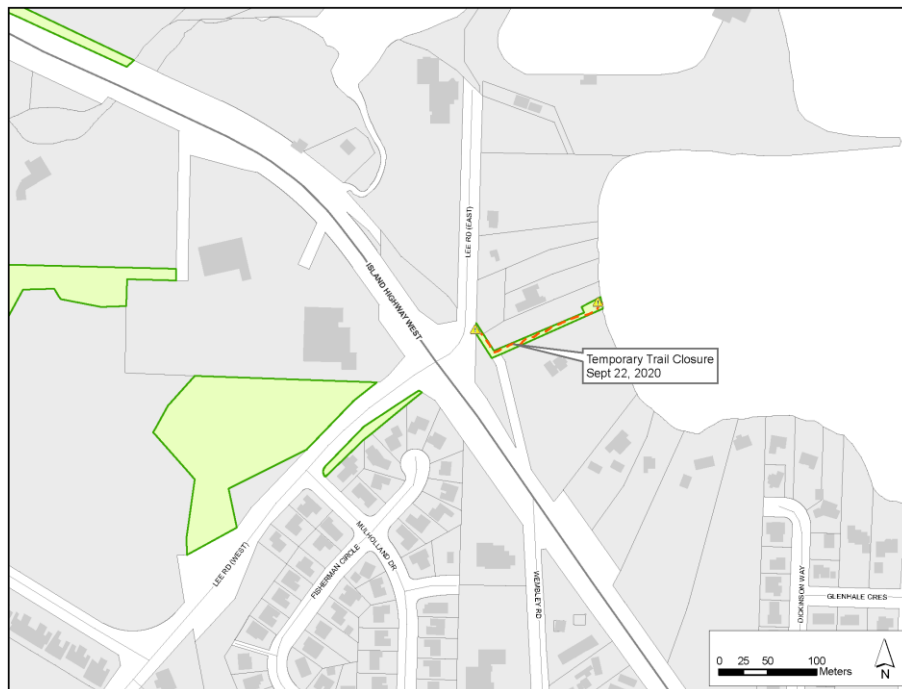 LEE RD (EAST)
ISLAND HIGHWAY WEST
Temporary Trail Closure
Sept 22, 2020
LEE RD (WEST)
MULHOLLAND DR
FISHERMAN CIRCLE
WEMBLEY RD
DICKINSON WAY
GLENHALE CRES
0 25 50 100
Meters
N